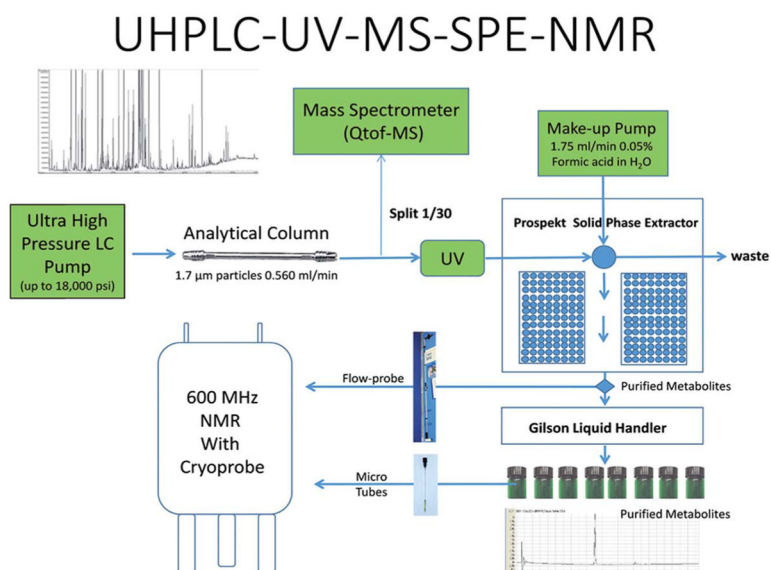 UHPLC-UV-MS-SPE-NMR
Mass Spectrometer
(Qtof-MS)
Make-up Pump
1.75 ml/min 0.05%
Formic acid in H₂O
Split 1/30
Prospekt Solid Phase Extractor
Ultra High
Pressure LC
Pump
(up to 18,000 psi)
Analytical Column
1.7 µm particles 0.560 ml/min
UV
waste
Flow-probe
Purified Metabolites
600 MHz
NMR
With
Cryoprobe
Gilson Liquid Handler
Micro
Tubes
Purified Metabolites